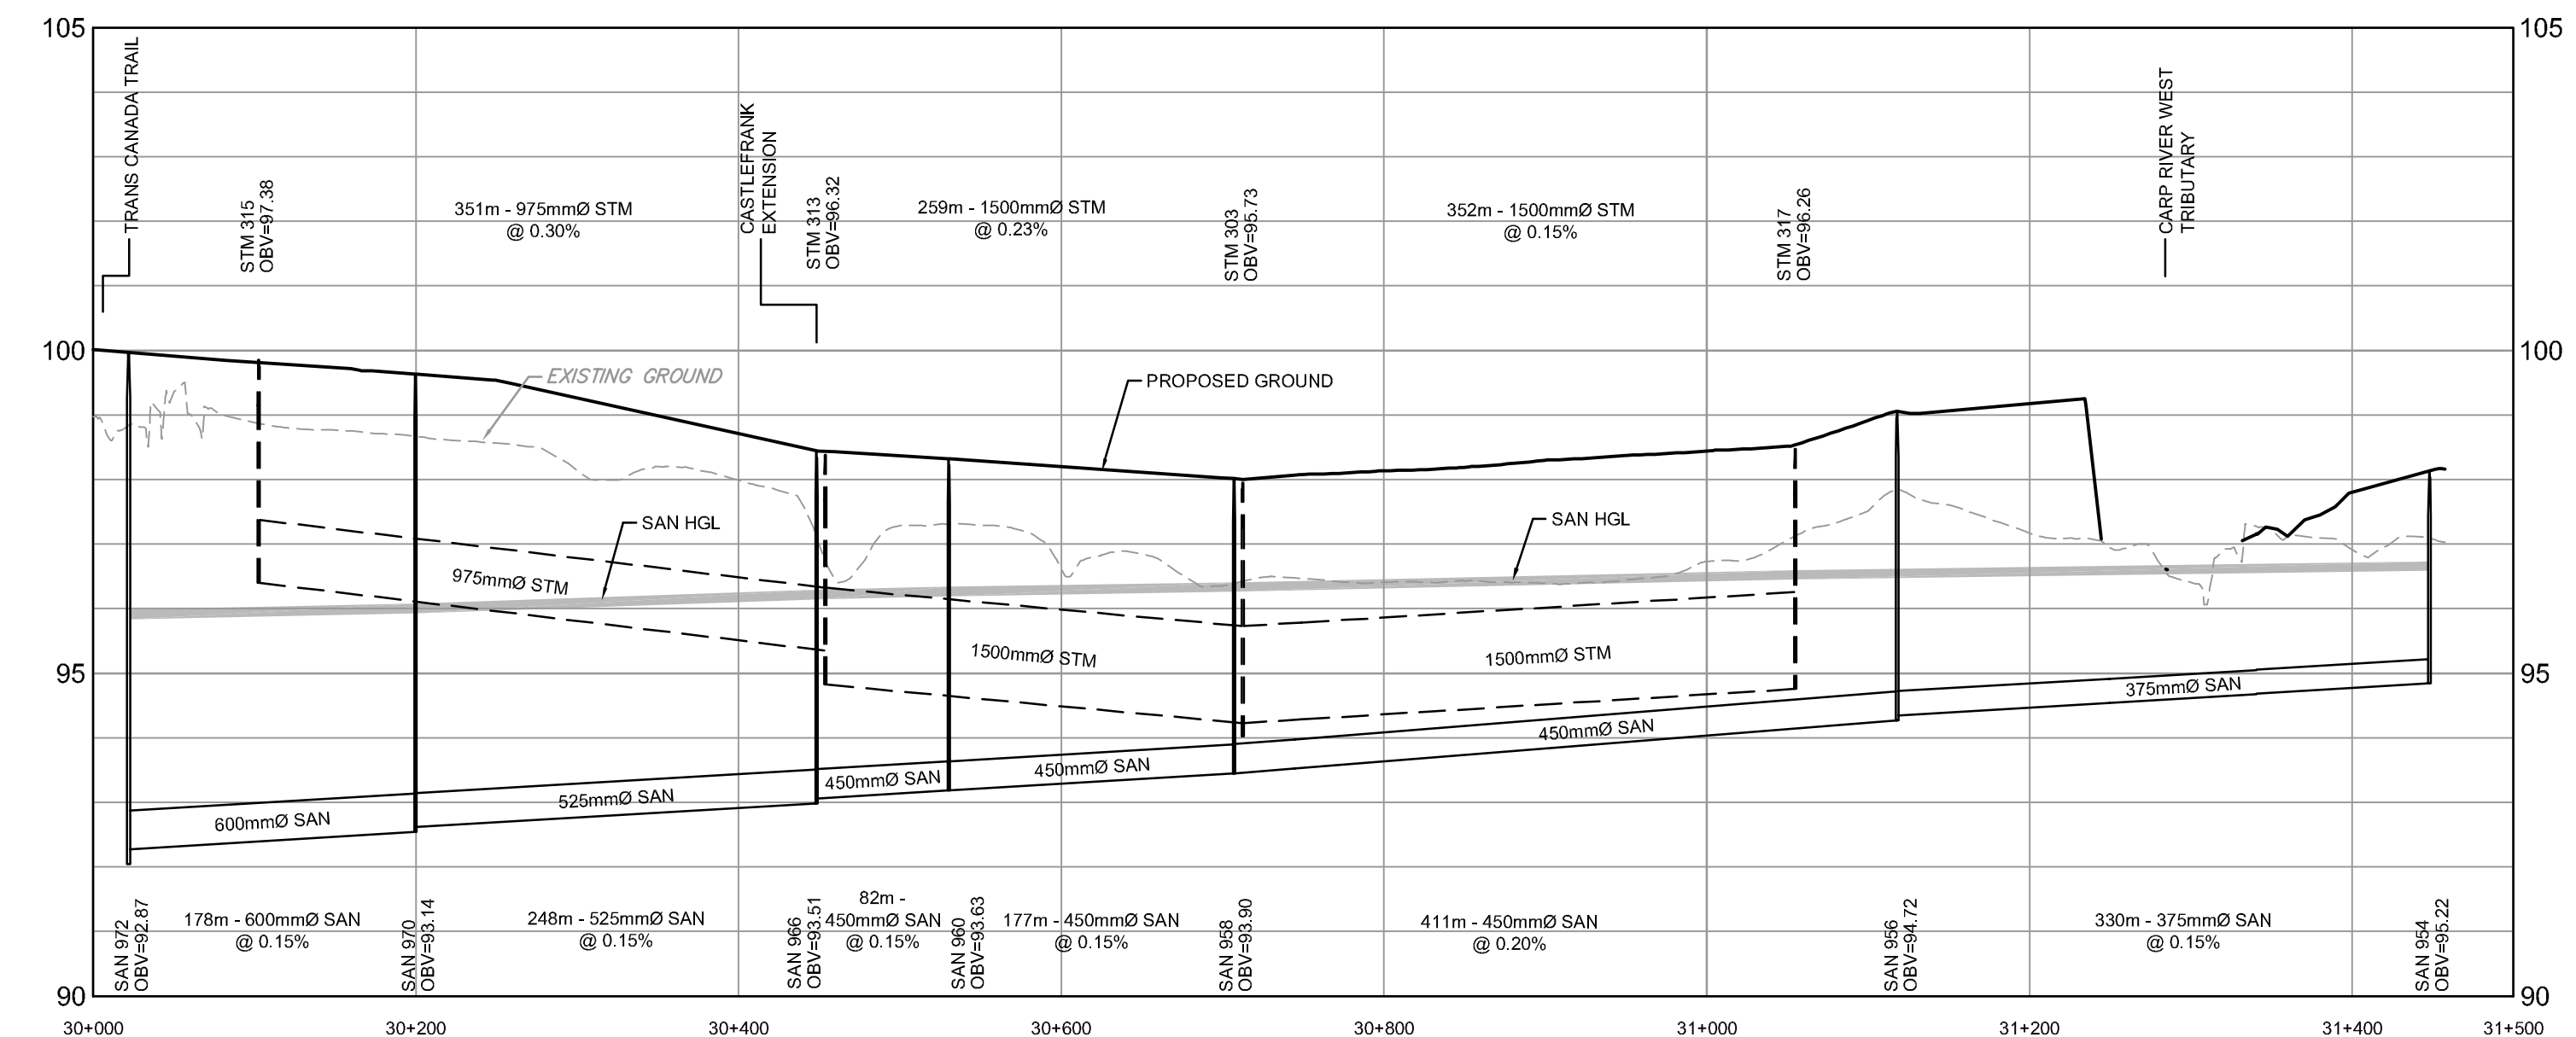 105
105
TRANS CANADA TRAIL
STM 315
OBV=97.38
351m - 975mmØ STM
@ 0.30%
CASTLEFRANK
EXTENSION
STM 313
OBV=96.32
259m - 1500mmØ STM
@ 0.23%
STM 303
OBV=95.73
352m - 1500mmØ STM
@ 0.15%
STM 317
OBV=96.26
CARP RIVER WEST
TRIBUTARY
100
100
EXISTING GROUND
PROPOSED GROUND
SAN HGL
SAN HGL
975mmØ STM
1500mmØ STM
1500mmØ STM
95
95
375mmØ SAN
450mmØ SAN
450mmØ SAN
450mmØ SAN
525mmØ SAN
600mmØ SAN
SAN 972
OBV=92.87
178m - 600mmØ SAN
@ 0.15%
SAN 970
OBV=93.14
248m - 525mmØ SAN
@ 0.15%
SAN 966
OBV=93.51
82m -
450mmØ SAN
@ 0.15%
SAN 960
OBV=93.63
177m - 450mmØ SAN
@ 0.15%
SAN 958
OBV=93.90
411m - 450mmØ SAN
@ 0.20%
SAN 956
OBV=94.72
330m - 375mmØ SAN
@ 0.15%
SAN 954
OBV=95.22
90
90
30+000
30+200
30+400
30+600
30+800
31+000
31+200
31+400
31+500